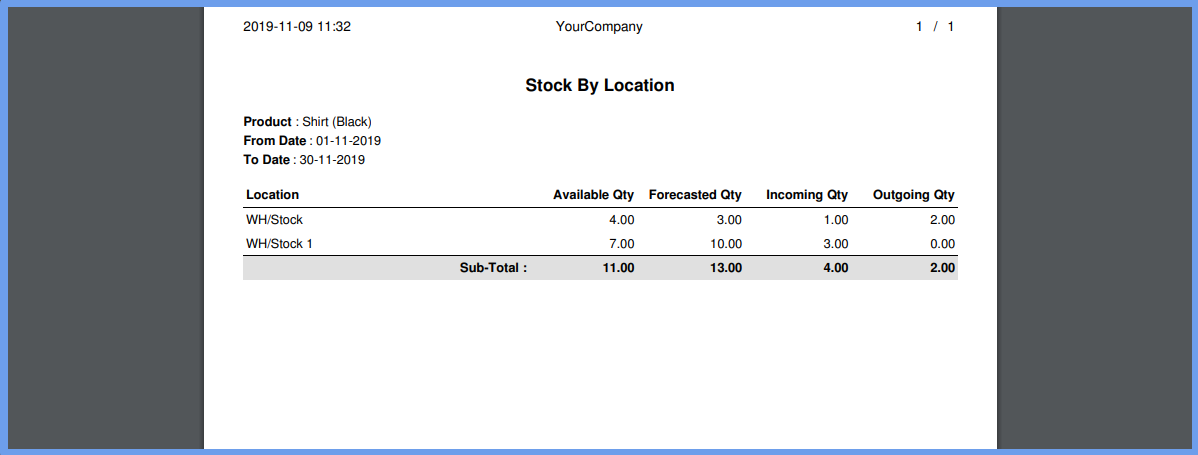 2019-11-09 11:32 YourCompany 1 / 1
Stock By Location
Product : Shirt (Black)
From Date : 01-11-2019
To Date : 30-11-2019
Location Available Qty Forecasted Qty Incoming Qty Outgoing Qty
WH/Stock 4.00 3.00 1.00 2.00
WH/Stock 1 7.00 10.00 3.00 0.00
Sub-Total : 11.00 13.00 4.00 2.00